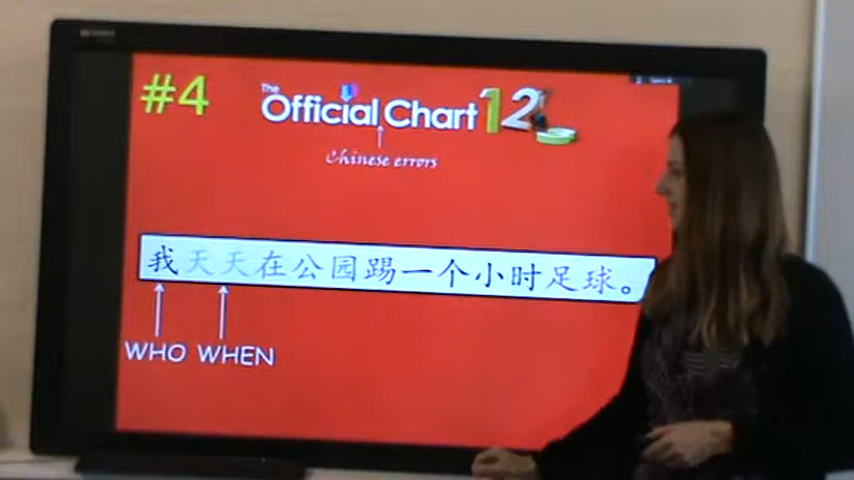 #4
The
Official Chart 12
Chinese errors
我天天在公园踢一个小时足球。
WHO WHEN